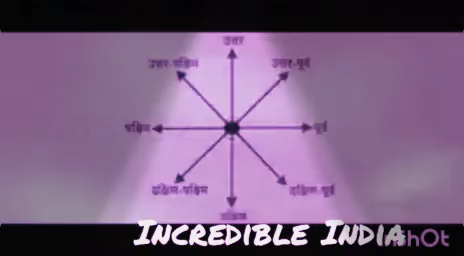 उत्तर
उत्तर-पश्चिम उत्तर-पूर्व
पश्चिम पूर्व
दक्षिण-पश्चिम दक्षिण-पूर्व
दक्षिण
INCREDIBLE INDIA